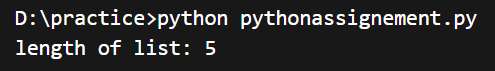 D:\practice>python pythonassignement.py
length of list: 5